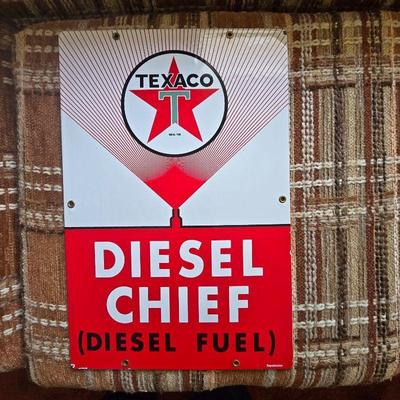 TEXACO
T
DIESEL
CHIEF
(DIESEL FUEL)